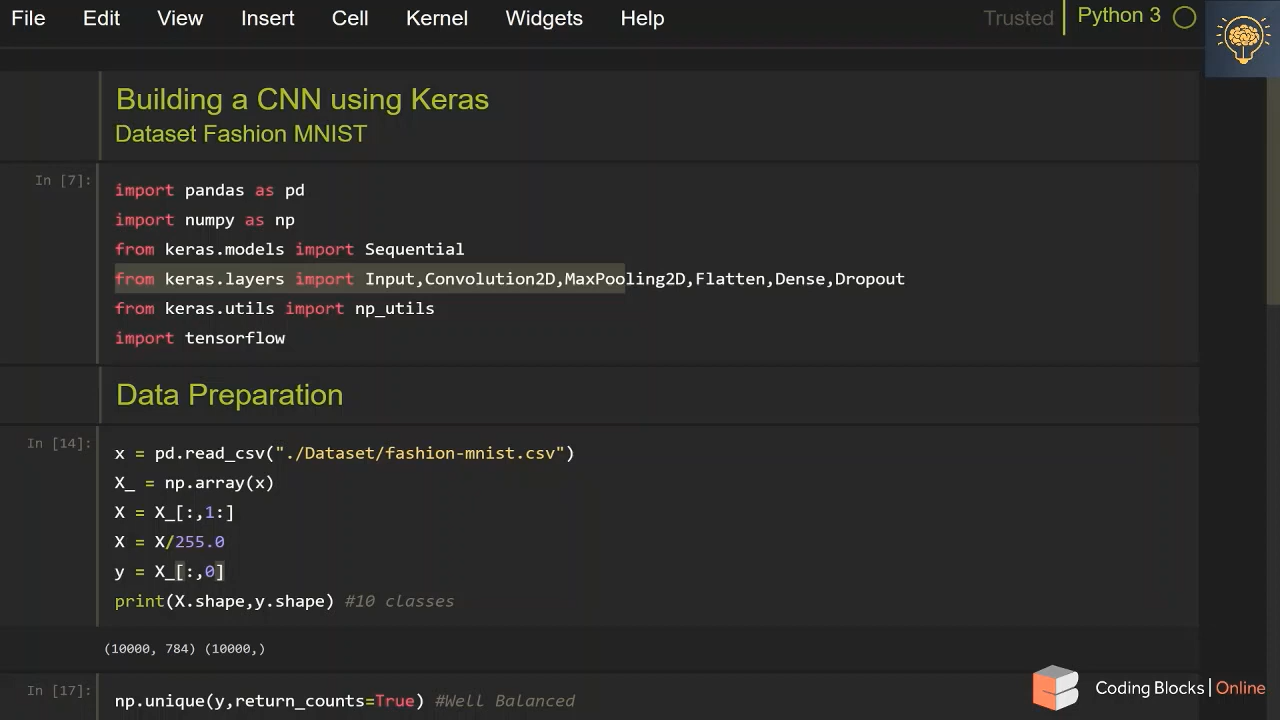 File Edit View Insert Cell Kernel Widgets Help Trusted Python 3
Building a CNN using Keras
Dataset Fashion MNIST
In [7]:
import pandas as pd
import numpy as np
from keras.models import Sequential
from keras.layers import Input,Convolution2D,MaxPooling2D,Flatten,Dense,Dropout
from keras.utils import np_utils
import tensorflow
Data Preparation
In [14]:
x = pd.read_csv("./Dataset/fashion-mnist.csv")
X_ = np.array(x)
X = X_[:,1:]
X = X/255.0
y = X_[:,0]
print(X.shape,y.shape) #10 classes
(10000, 784) (10000,)
In [17]:
np.unique(y,return_counts=True) #Well Balanced
Coding Blocks | Online